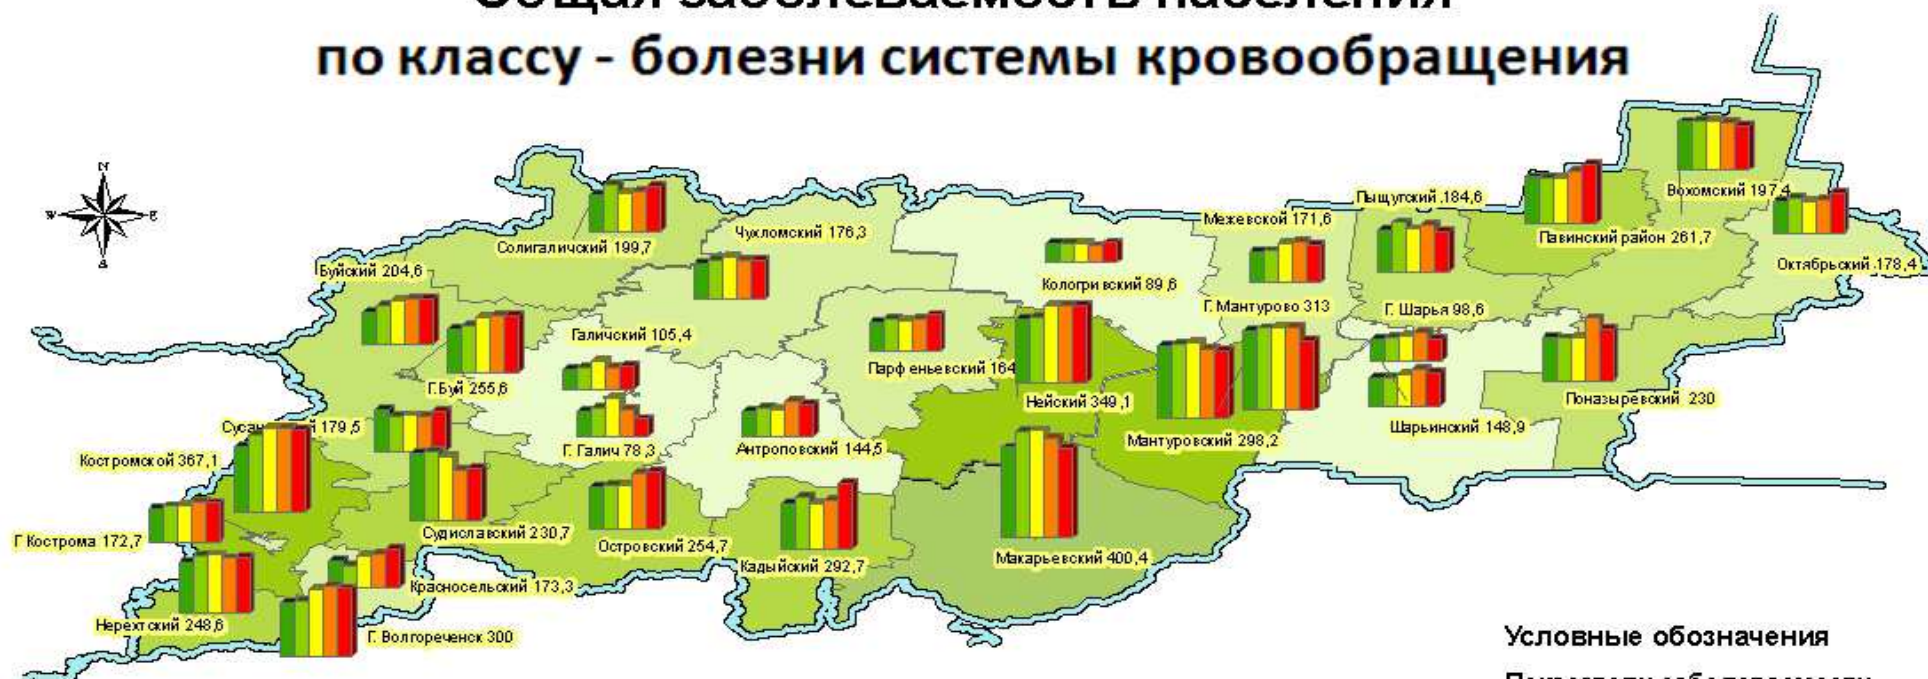 Общая заболеваемость населения
по классу - болезни системы кровообращения
N
W
E
Солигаличский 199,7
Чухломский 176,3
Межевской 171,6
Пыщугский 184,6
Вохомский 197,4
Павинский район 261,7
Октябрьский 178,4
Буйский 204,6
Кологривский 89,6
Г. Мантурово 313
Г. Шарья 98,6
Галичский 105,4
Парфеньевский 164
Г.Буй 255,6
Нейский 349,1
Поназыревский 230
179,5
Г. Галич 78,3
Антроповский 144,5
Мантуровский 298,2
Шарьинский 148,9
Костромской 367,1
Г Кострома 172,7
Судиславский 230,7
Островский 254,7
Кадыйский 292,7
Макарьевский 400,4
Красносельский 173,3
Нерехтский 248,6
Г. Волгореченск 300
Условные обозначения